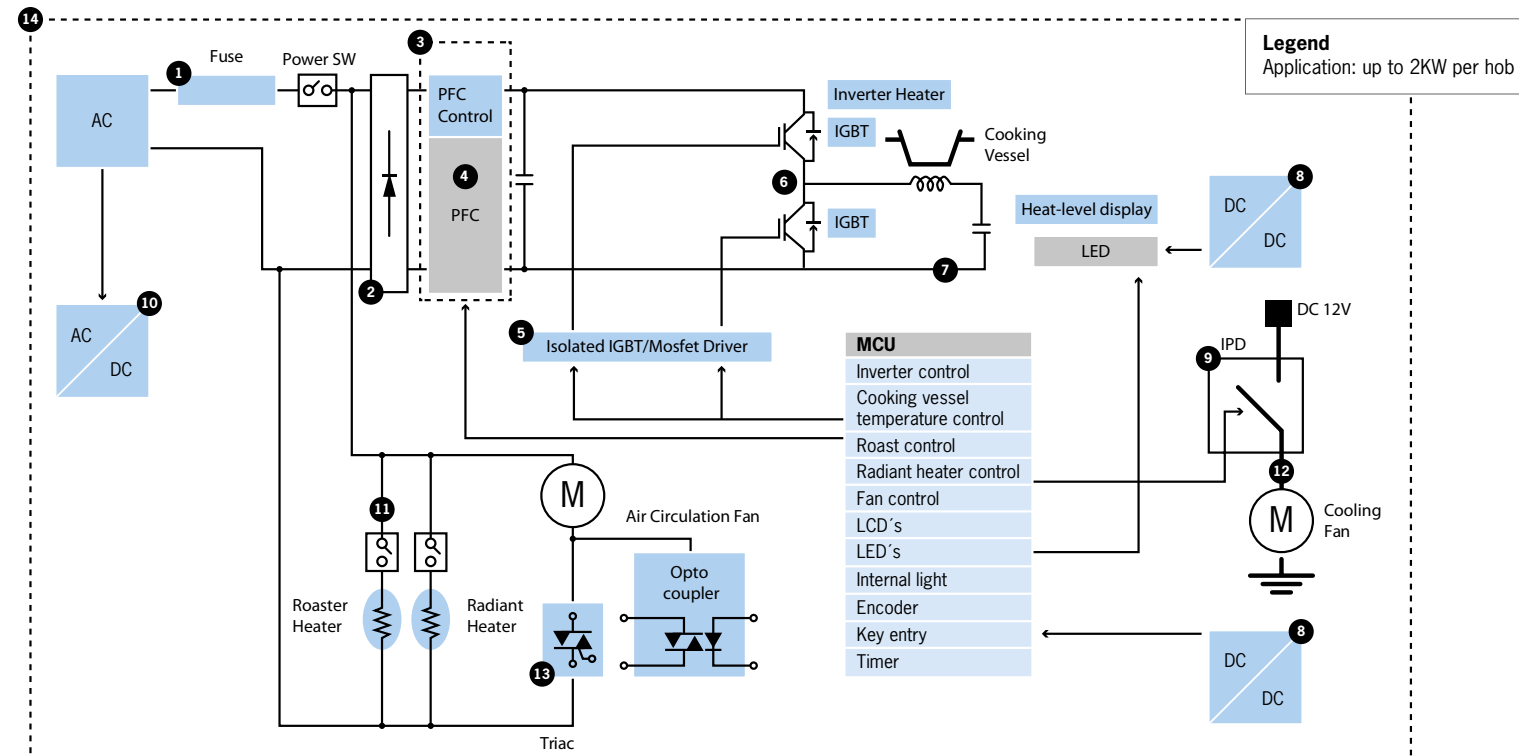 14
Legend
Application: up to 2KW per hob
3
Fuse
Power SW
1
AC
PFC
Control
4
PFC
2
Inverter Heater
IGBT
Cooking
Vessel
6
IGBT
7
Heat-level display
LED
8
DC
DC
10
AC
DC
5
Isolated IGBT/Mosfet Driver
MCU
Inverter control
Cooking vessel
temperature control
Roast control
Radiant heater control
Fan control
LCD´s
LED´s
Internal light
Encoder
Key entry
Timer
DC 12V
9
IPD
12
M
Cooling
Fan
8
DC
DC
11
M
Air Circulation Fan
Roaster
Heater
Radiant
Heater
Opto
coupler
13
Triac